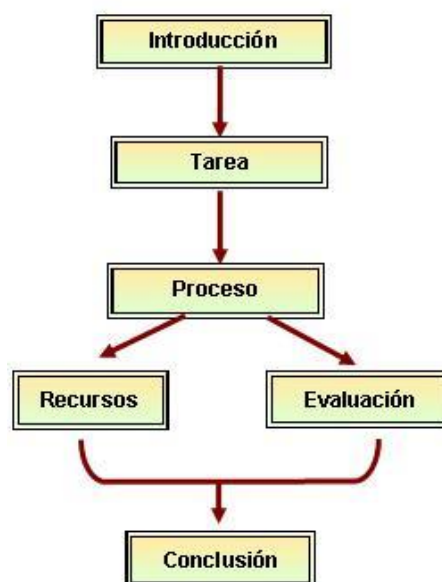 Introducción
Tarea
Proceso
Recursos
Evaluación
Conclusión